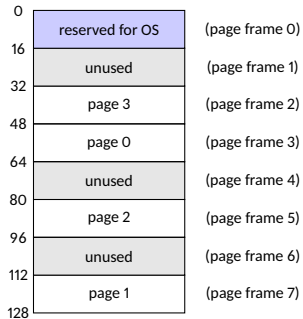 0
reserved for OS (page frame 0)
16
unused (page frame 1)
32
page 3 (page frame 2)
48
page 0 (page frame 3)
64
unused (page frame 4)
80
page 2 (page frame 5)
96
unused (page frame 6)
112
page 1 (page frame 7)
128